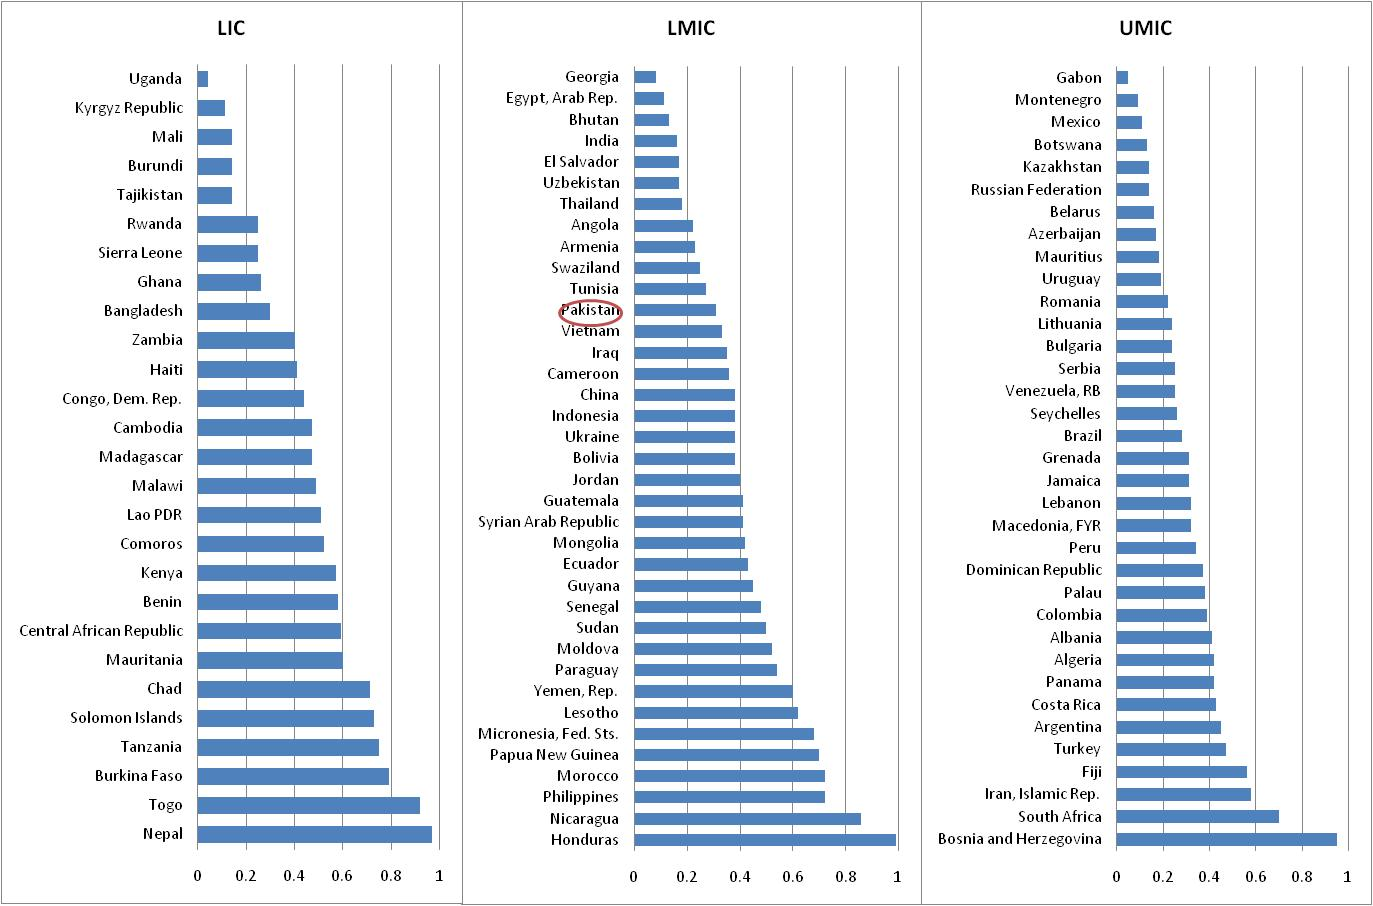 LIC
Uganda
Kyrgyz Republic
Mali
Burundi
Tajikistan
Rwanda
Sierra Leone
Ghana
Bangladesh
Zambia
Haiti
Congo, Dem. Rep.
Cambodia
Madagascar
Malawi
Lao PDR
Comoros
Kenya
Benin
Central African Republic
Mauritania
Chad
Solomon Islands
Tanzania
Burkina Faso
Togo
Nepal
0 0.2 0.4 0.6 0.8 1
LMIC
Georgia
Egypt, Arab Rep.
Bhutan
India
El Salvador
Uzbekistan
Thailand
Angola
Armenia
Swaziland
Tunisia
Pakistan
Vietnam
Iraq
Cameroon
China
Indonesia
Ukraine
Bolivia
Jordan
Guatemala
Syrian Arab Republic
Mongolia
Ecuador
Guyana
Senegal
Sudan
Moldova
Paraguay
Yemen, Rep.
Lesotho
Micronesia, Fed. Sts.
Papua New Guinea
Morocco
Philippines
Nicaragua
Honduras
0 0.2 0.4 0.6 0.8 1
UMIC
Gabon
Montenegro
Mexico
Botswana
Kazakhstan
Russian Federation
Belarus
Azerbaijan
Mauritius
Uruguay
Romania
Lithuania
Bulgaria
Serbia
Venezuela, RB
Seychelles
Brazil
Grenada
Jamaica
Lebanon
Macedonia, FYR
Peru
Dominican Republic
Palau
Colombia
Albania
Algeria
Panama
Costa Rica
Argentina
Turkey
Fiji
Iran, Islamic Rep.
South Africa
Bosnia and Herzegovina
0 0.2 0.4 0.6 0.8 1